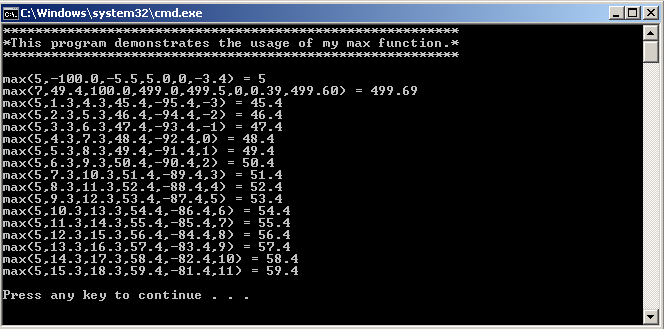 C:\Windows\system32\cmd.exe
*********************************************************
*This program demonstrates the usage of my max function.*
*********************************************************
max(5,-100.0,-5.5,5.0,0,-3.4) = 5
max(7,49.4,100.0,499.0,499.5,0,0.39,499.60) = 499.69
max(5,1.3,4.3,45.4,-95.4,-3) = 45.4
max(5,2.3,5.3,46.4,-94.4,-2) = 46.4
max(5,3.3,6.3,47.4,-93.4,-1) = 47.4
max(5,4.3,7.3,48.4,-92.4,0) = 48.4
max(5,5.3,8.3,49.4,-91.4,1) = 49.4
max(5,6.3,9.3,50.4,-90.4,2) = 50.4
max(5,7.3,10.3,51.4,-89.4,3) = 51.4
max(5,8.3,11.3,52.4,-88.4,4) = 52.4
max(5,9.3,12.3,53.4,-87.4,5) = 53.4
max(5,10.3,13.3,54.4,-86.4,6) = 54.4
max(5,11.3,14.3,55.4,-85.4,7) = 55.4
max(5,12.3,15.3,56.4,-84.4,8) = 56.4
max(5,13.3,16.3,57.4,-83.4,9) = 57.4
max(5,14.3,17.3,58.4,-82.4,10) = 58.4
max(5,15.3,18.3,59.4,-81.4,11) = 59.4
Press any key to continue . . .